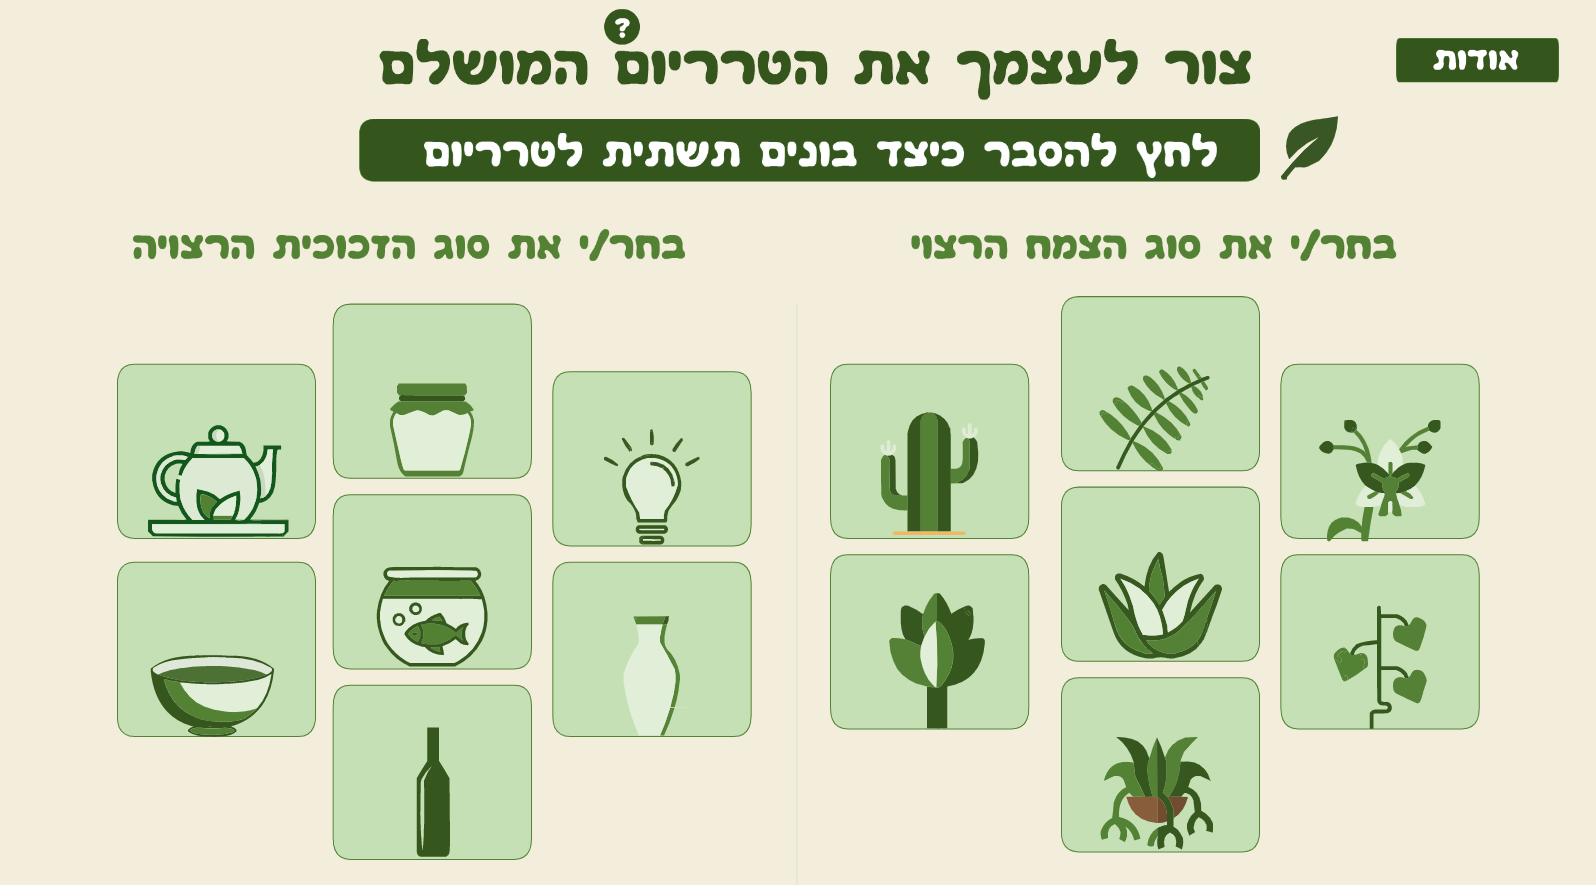 ?
צור לעצמך את הטרריום המושלם
אודות
לחץ להסבר כיצד בונים תשתית לטרריום
בחר/י את סוג הצמח הרצוי
בחר/י את סוג הזכוכית הרצויה